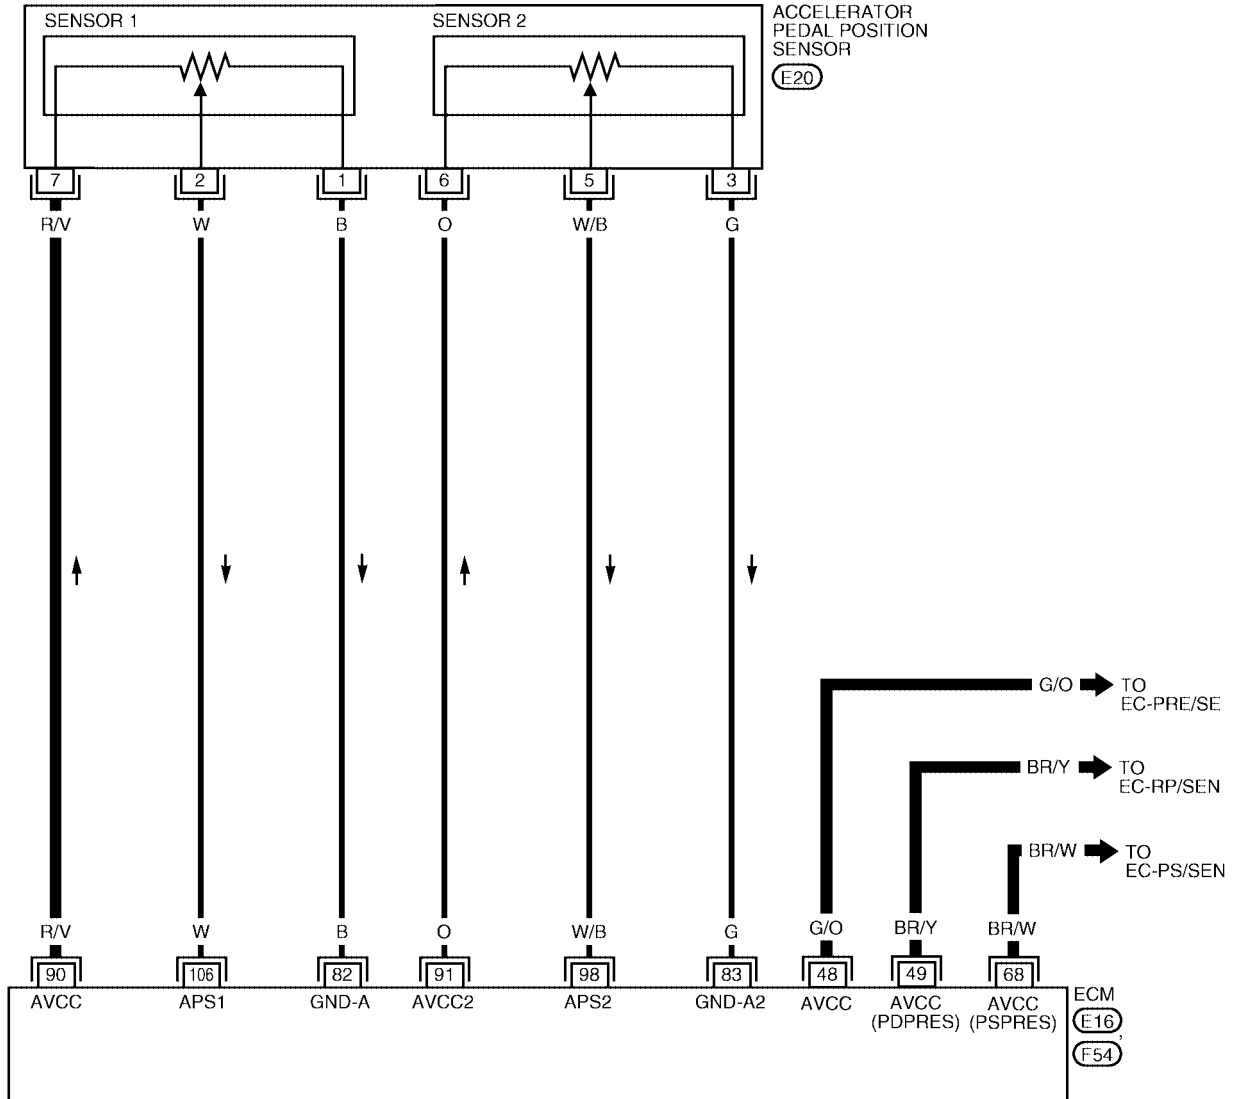 SENSOR 1
SENSOR 2
ACCELERATOR
PEDAL POSITION
SENSOR
E20
7
2
1
6
5
3
R/V
W
B
O
W/B
G
G/O
TO
EC-PRE/SE
BR/Y
TO
EC-RP/SEN
BR/W
TO
EC-PS/SEN
R/V
W
B
O
W/B
G
G/O
BR/Y
BR/W
90
106
82
91
98
83
48
49
68
AVCC
APS1
GND-A
AVCC2
APS2
GND-A2
AVCC
AVCC
(PDPRES)
AVCC
(PSPRES)
ECM
E16
,
F54